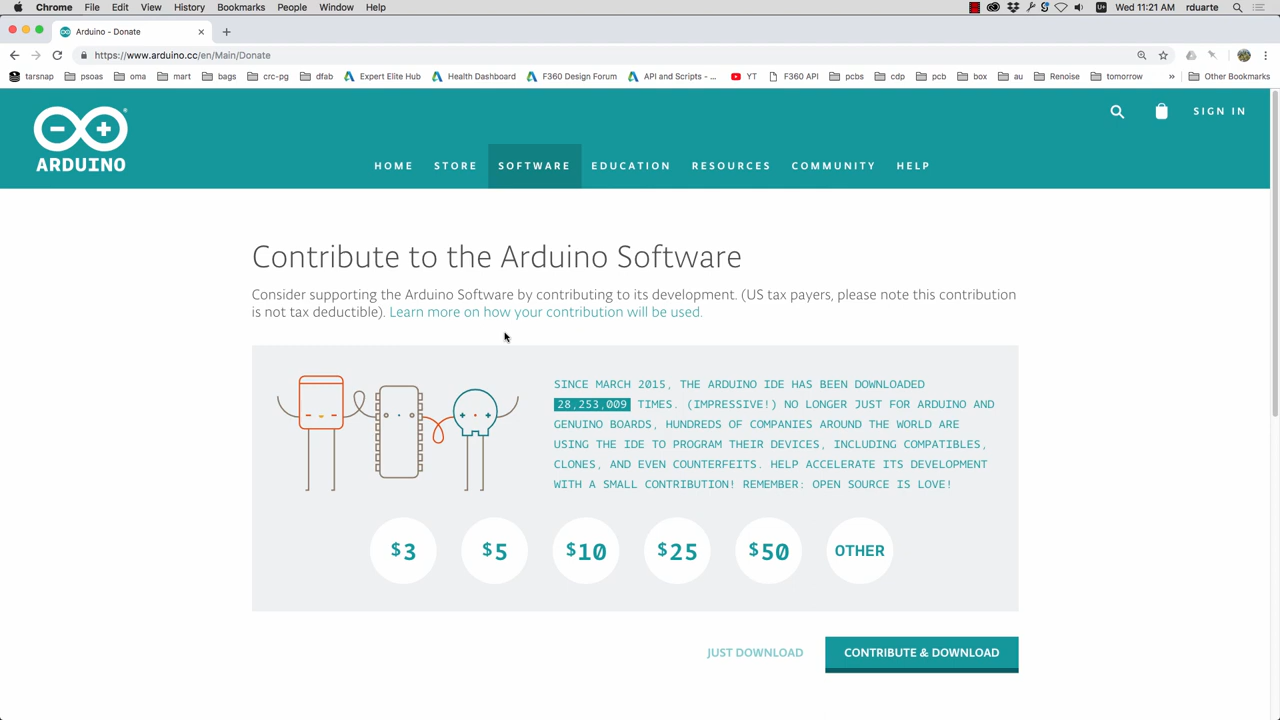 Chrome File Edit View History Bookmarks People Window Help Wed 11:21 AM rduarte
Arduino - Donate
https://www.arduino.cc/en/Main/Donate
tarsnap psoas oma mart bags crc-pg dfab Expert Elite Hub Health Dashboard F360 Design Forum API and Scripts - ... YT F360 API pcbs cdp pcb box au Renoise tomorrow » Other Bookmarks
ARDUINO
SIGN IN
HOME STORE SOFTWARE EDUCATION RESOURCES COMMUNITY HELP
Contribute to the Arduino Software
Consider supporting the Arduino Software by contributing to its development. (US tax payers, please note this contribution
is not tax deductible). Learn more on how your contribution will be used.
SINCE MARCH 2015, THE ARDUINO IDE HAS BEEN DOWNLOADED
28,253,009 TIMES. (IMPRESSIVE!) NO LONGER JUST FOR ARDUINO AND
GENUINO BOARDS, HUNDREDS OF COMPANIES AROUND THE WORLD ARE
USING THE IDE TO PROGRAM THEIR DEVICES, INCLUDING COMPATIBLES,
CLONES, AND EVEN COUNTERFEITS. HELP ACCELERATE ITS DEVELOPMENT
WITH A SMALL CONTRIBUTION! REMEMBER: OPEN SOURCE IS LOVE!
$3 $5 $10 $25 $50 OTHER
JUST DOWNLOAD CONTRIBUTE & DOWNLOAD